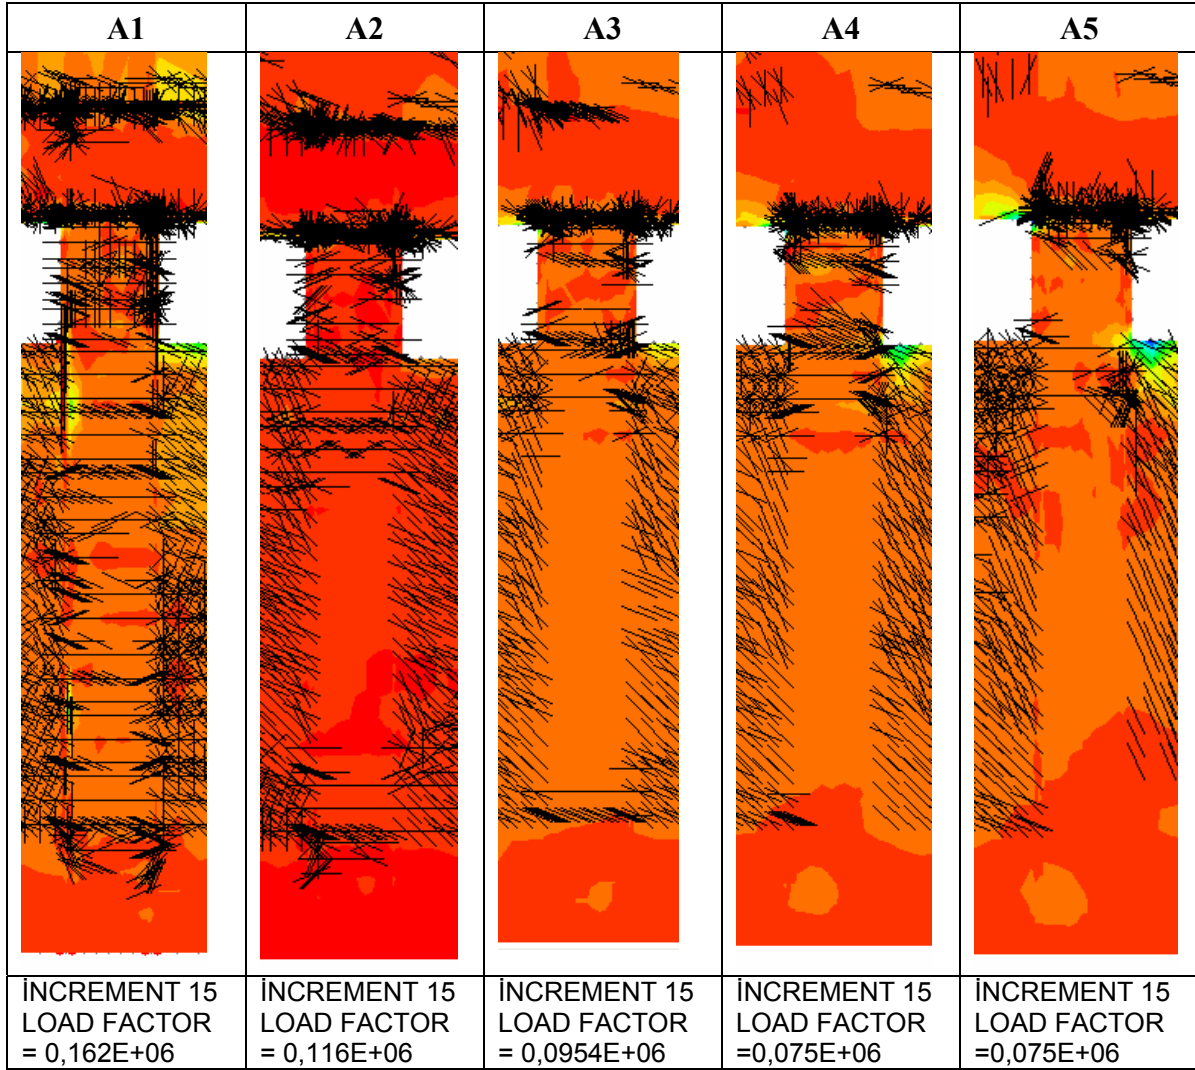 A1 A2 A3 A4 A5
İNCREMENT 15 İNCREMENT 15 İNCREMENT 15 İNCREMENT 15 İNCREMENT 15
LOAD FACTOR LOAD FACTOR LOAD FACTOR LOAD FACTOR LOAD FACTOR
= 0,162E+06 = 0,116E+06 = 0,0954E+06 =0,075E+06 =0,075E+06